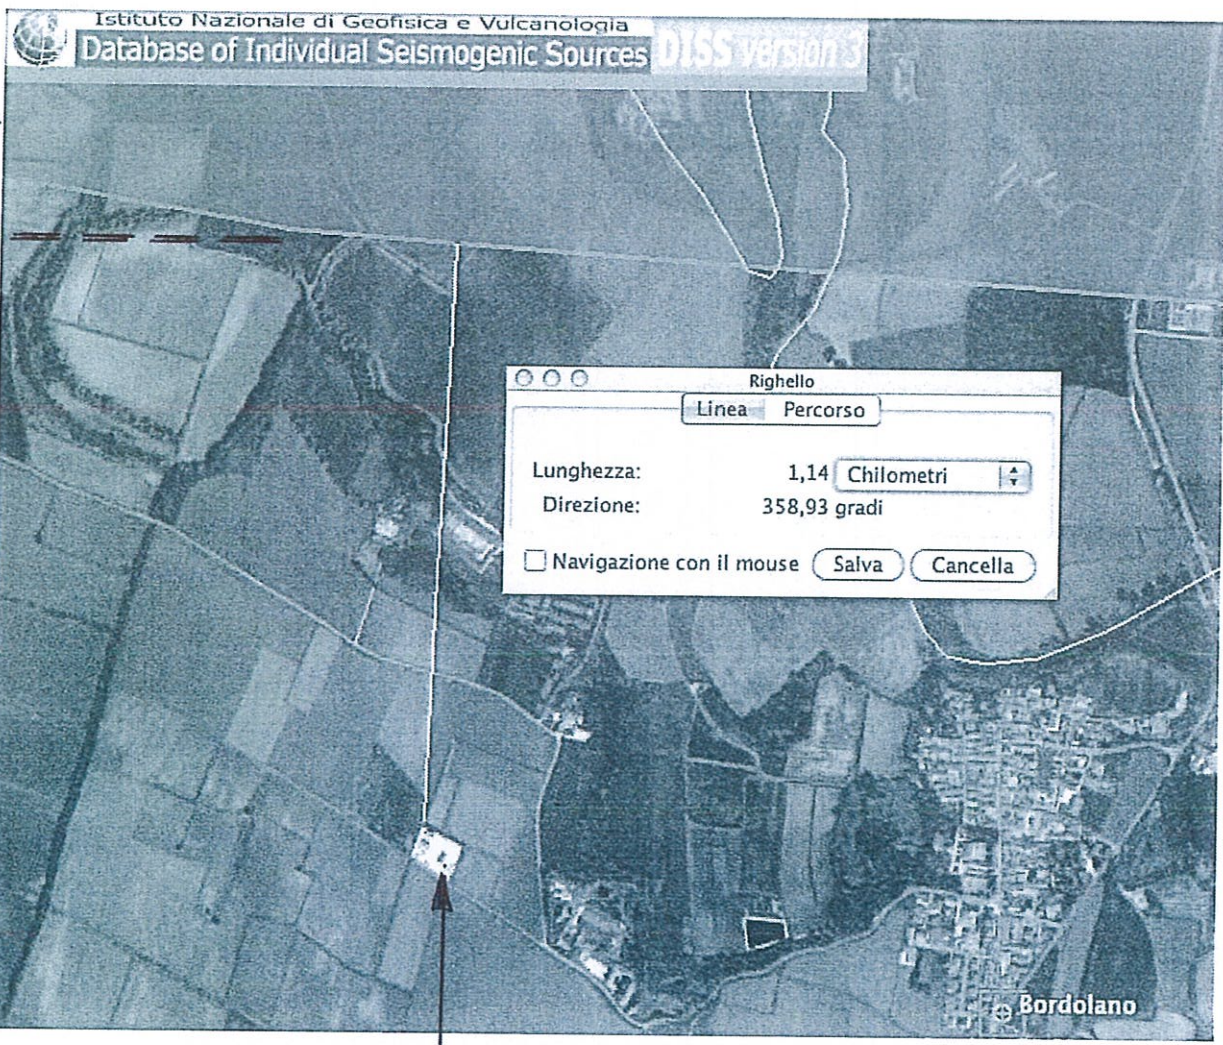 Istituto Nazionale di Geofisica e Vulcanologia
Database of Individual Seismogenic Sources DISS version 3
Righello
Linea Percorso
Lunghezza: 1,14 Chilometri
Direzione: 358,93 gradi
Navigazione con il mouse Salva Cancella
Bordolano